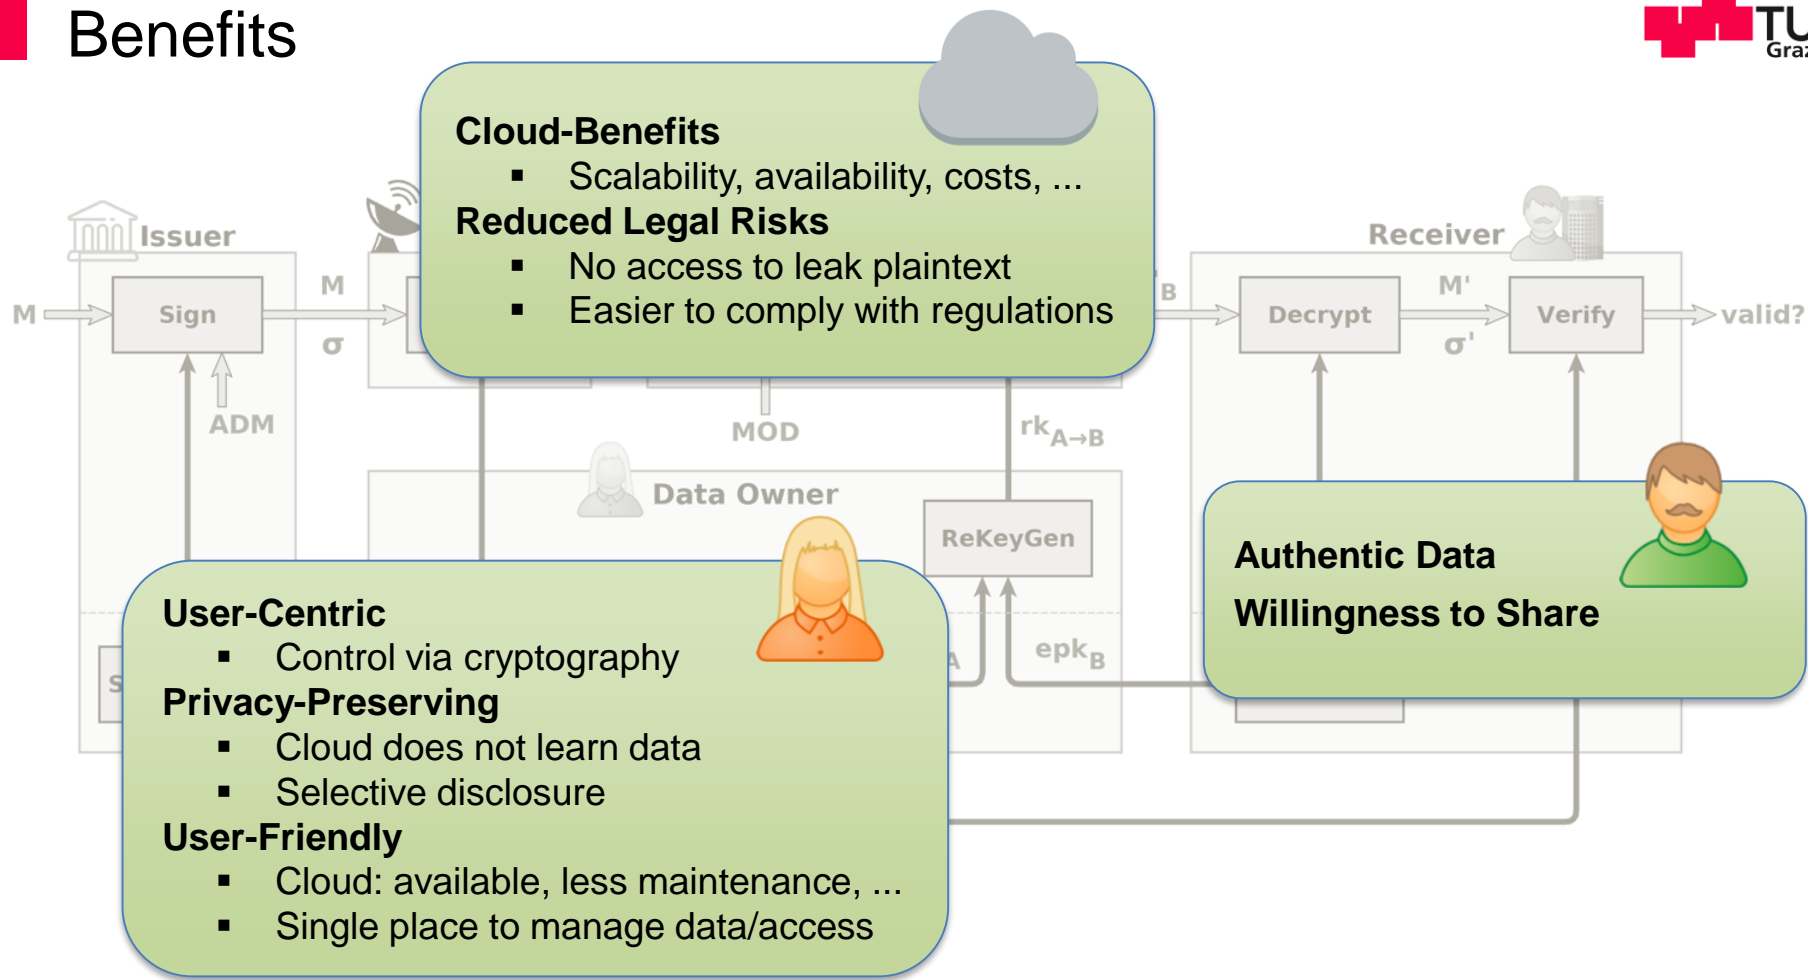 Benefits
TU
Graz
Cloud-Benefits
▪ Scalability, availability, costs, ...
Reduced Legal Risks
▪ No access to leak plaintext
▪ Easier to comply with regulations
Issuer
Receiver
M
Sign
M
σ
B
Decrypt
M'
σ'
Verify
valid?
ADM
MOD
rk A→B
Data Owner
ReKeyGen
Authentic Data
Willingness to Share
User-Centric
▪ Control via cryptography
Privacy-Preserving
▪ Cloud does not learn data
▪ Selective disclosure
User-Friendly
▪ Cloud: available, less maintenance, ...
▪ Single place to manage data/access
S
A
epk B